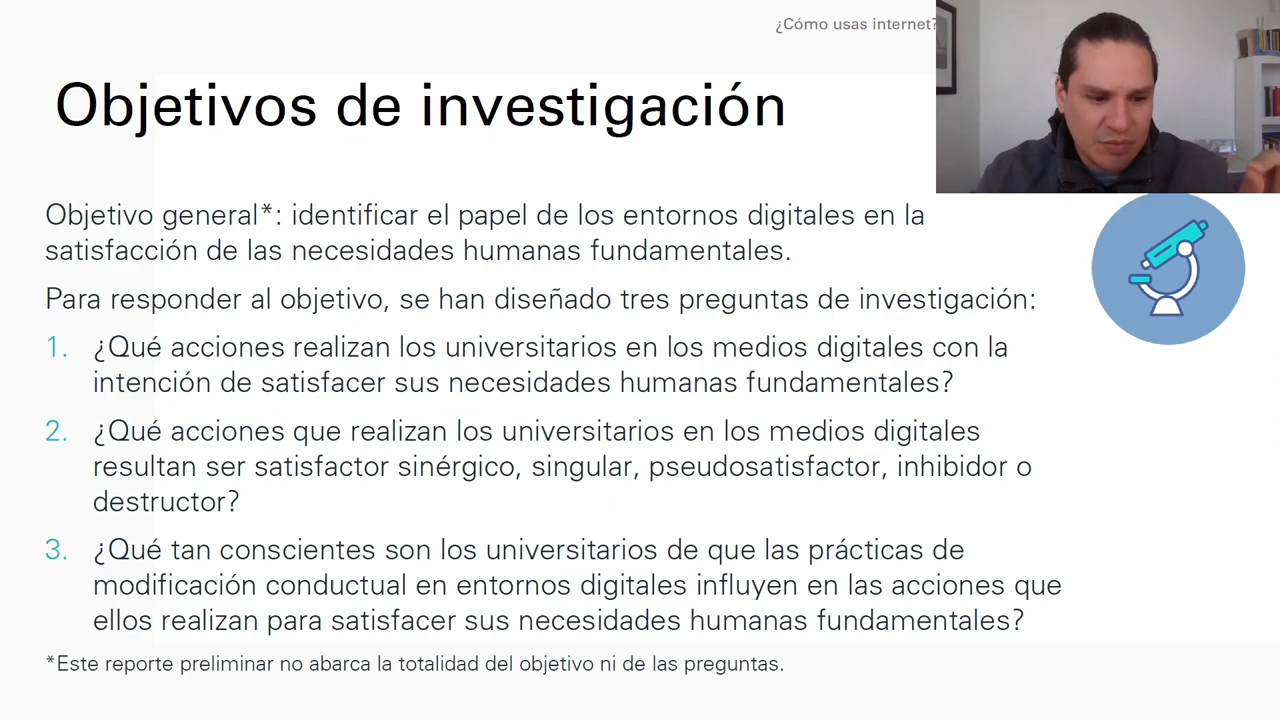 ¿Cómo usas internet?
Objetivos de investigación
Objetivo general*: identificar el papel de los entornos digitales en la
satisfacción de las necesidades humanas fundamentales.
Para responder al objetivo, se han diseñado tres preguntas de investigación:
1. ¿Qué acciones realizan los universitarios en los medios digitales con la
intención de satisfacer sus necesidades humanas fundamentales?
2. ¿Qué acciones que realizan los universitarios en los medios digitales
resultan ser satisfactor sinérgico, singular, pseudosatisfactor, inhibidor o
destructor?
3. ¿Qué tan conscientes son los universitarios de que las prácticas de
modificación conductual en entornos digitales influyen en las acciones que
ellos realizan para satisfacer sus necesidades humanas fundamentales?
*Este reporte preliminar no abarca la totalidad del objetivo ni de las preguntas.